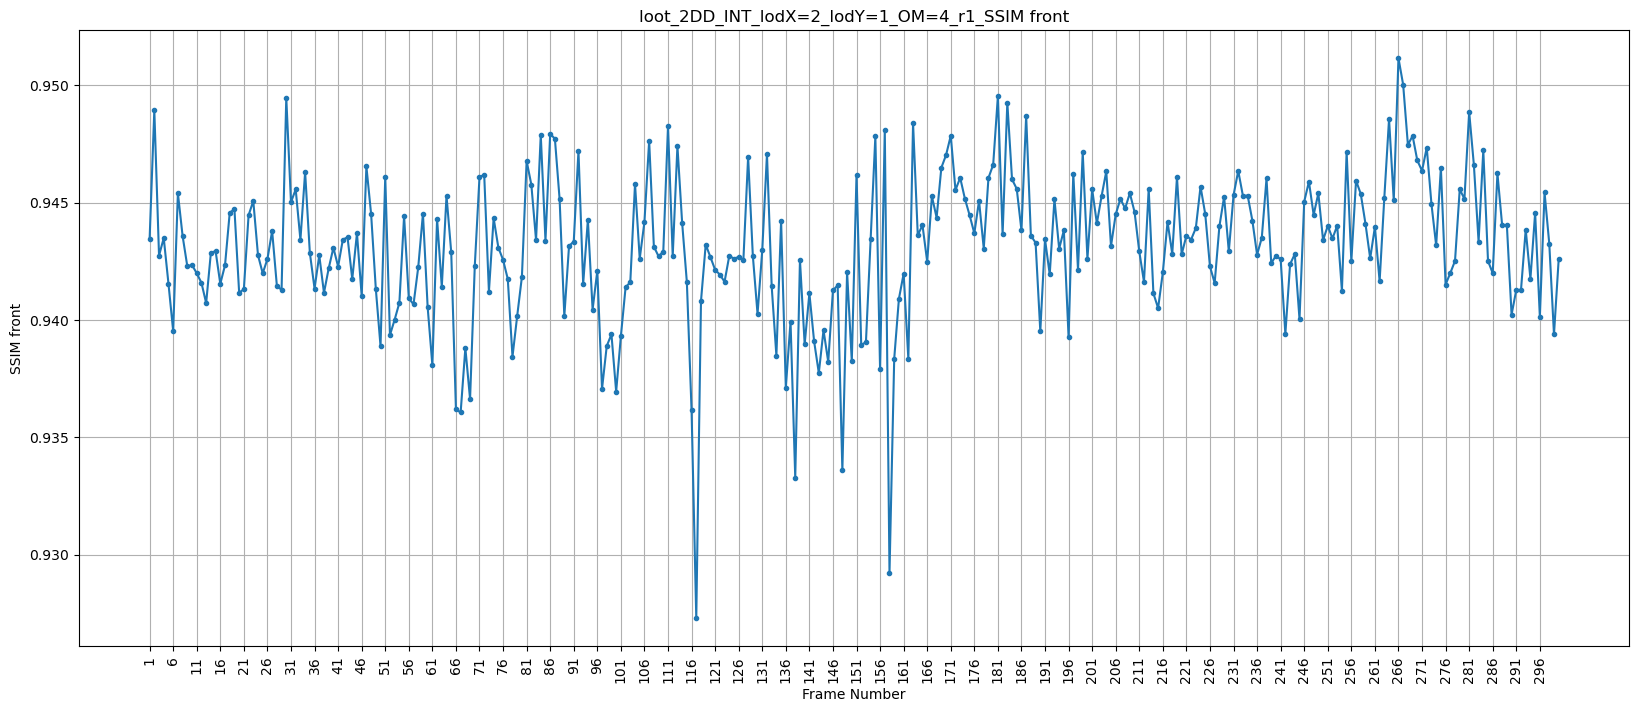 loot_2DD_INT_lodX=2_lodY=1_OM=4_r1_SSIM front
SSIM front
0.950
0.945
0.940
0.935
0.930
1 6 11 16 21 26 31 36 41 46 51 56 61 66 71 76 81 86 91 96 101 106 111 116 121 126 131 136 141 146 151 156 161 166 171 176 181 186 191 196 201 206 211 216 221 226 231 236 241 246 251 256 261 266 271 276 281 286 291 296
Frame Number